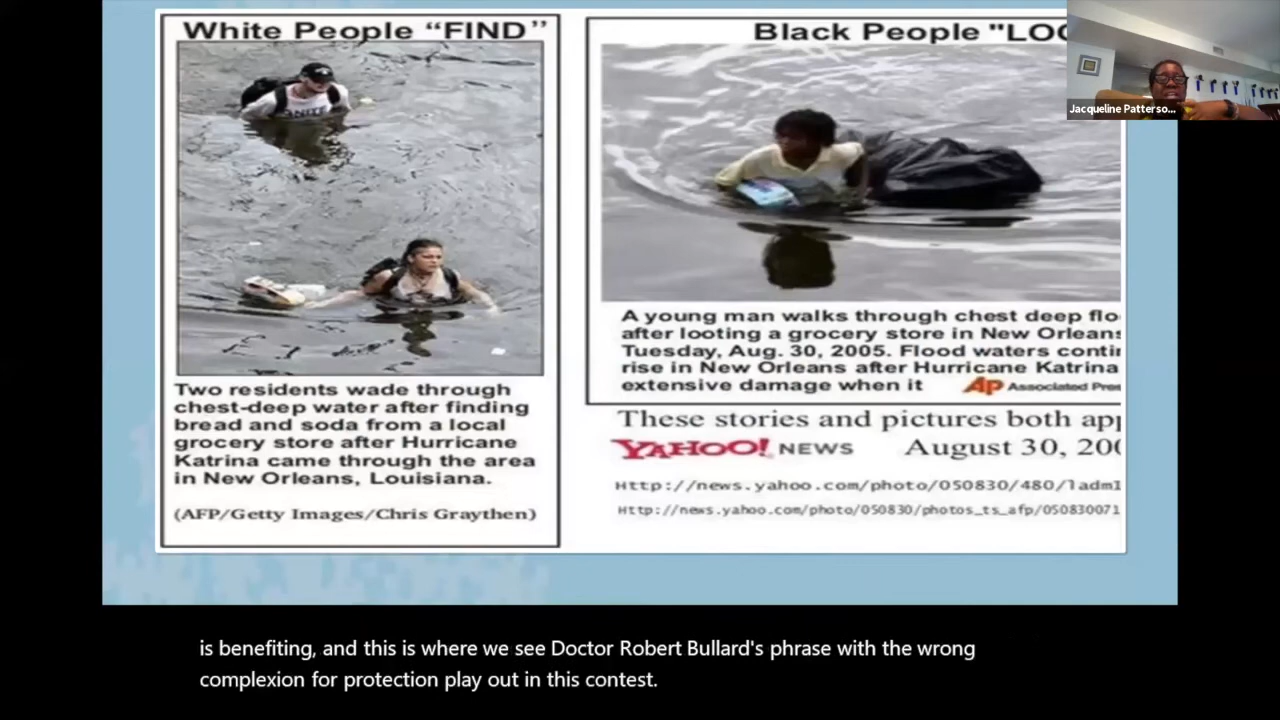 White People “FIND”
Two residents wade through
chest-deep water after finding
bread and soda from a local
grocery store after Hurricane
Katrina came through the area
in New Orleans, Louisiana.
(AFP/Getty Images/Chris Graythen)
Black People "LOO
A young man walks through chest deep flo
after looting a grocery store in New Orleans
Tuesday, Aug. 30, 2005. Flood waters contin
rise in New Orleans after Hurricane Katrina
extensive damage when it AP Associated Pres
These stories and pictures both app
YAHOO! NEWS August 30, 200
Http://news.yahoo.com/photo/050830/480/ladm1
Http://news.yahoo.com/photo/050830/photos_ts_afp/050830071
Jacqueline Patterso...
is benefiting, and this is where we see Doctor Robert Bullard's phrase with the wrong
complexion for protection play out in this contest.